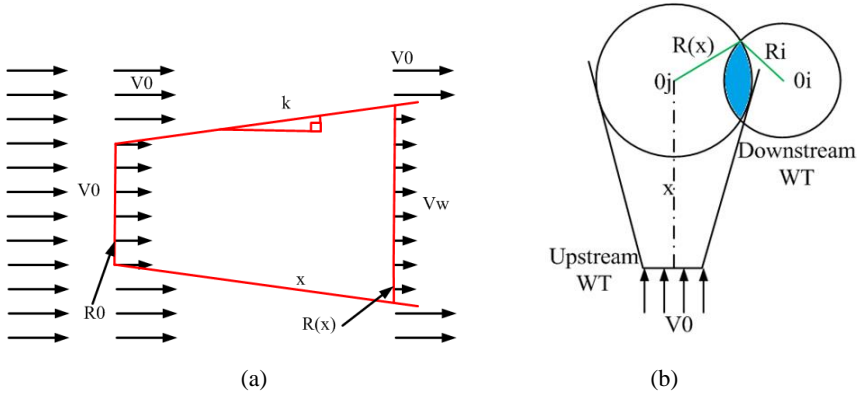 V0
V0
k
V0
Vw
x
R0
R(x)
(a)
R(x)
Ri
0j
0i
Downstream
WT
x
Upstream
WT
V0
(b)